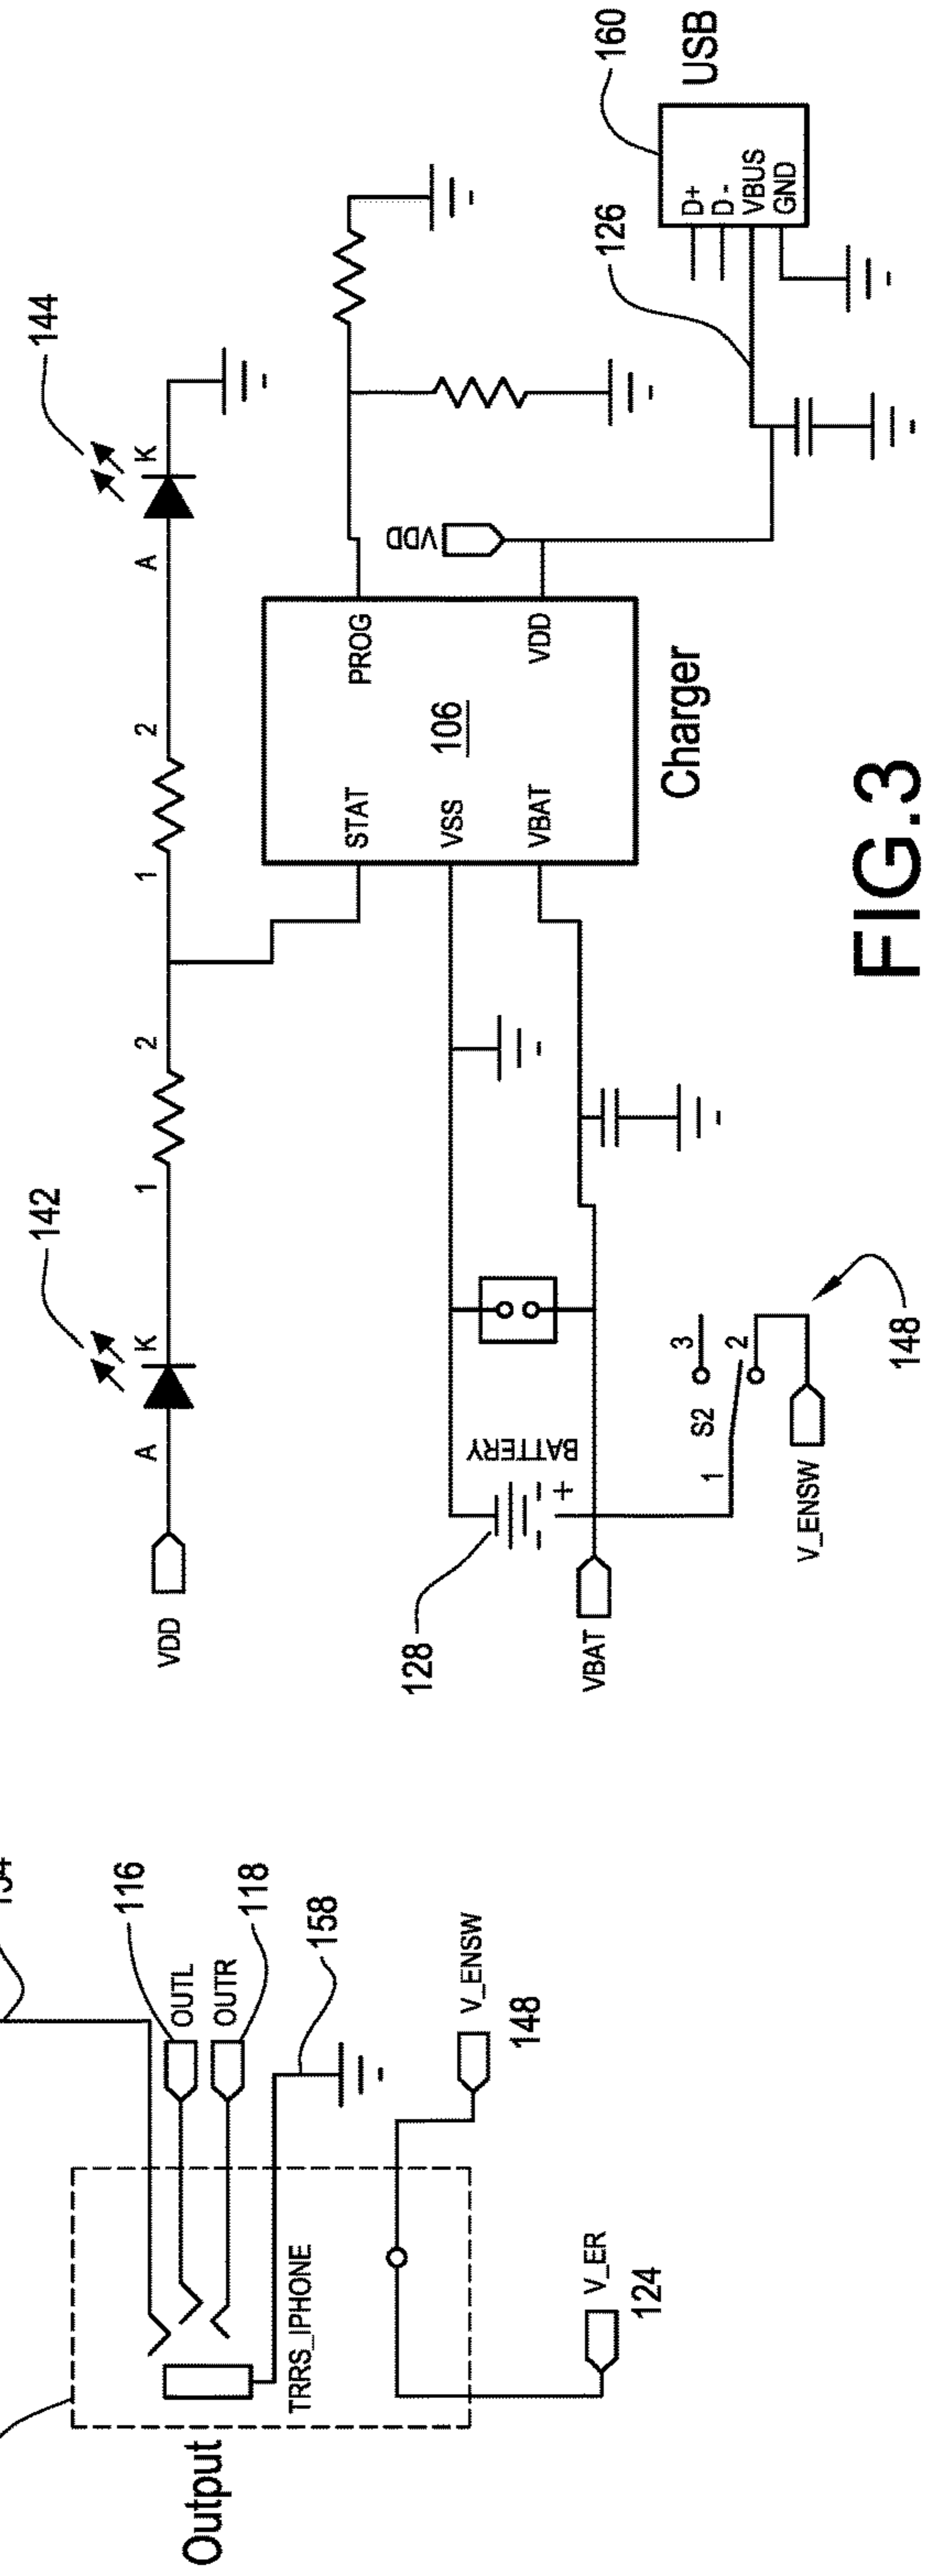 144
142
VDD
A
K
1
2
1
2
A
K
STAT
PROG
VSS
106
VBAT
VDD
Charger
VDD
126
D+
D -
VBUS
GND
160
USB
128
BATTERY
+
VBAT
1
S2
3
2
V_ENSW
148
116
OUTL
OUTR
118
158
TRRS_IPHONE
V_ENSW
148
V_ER
124
Output
FIG.3